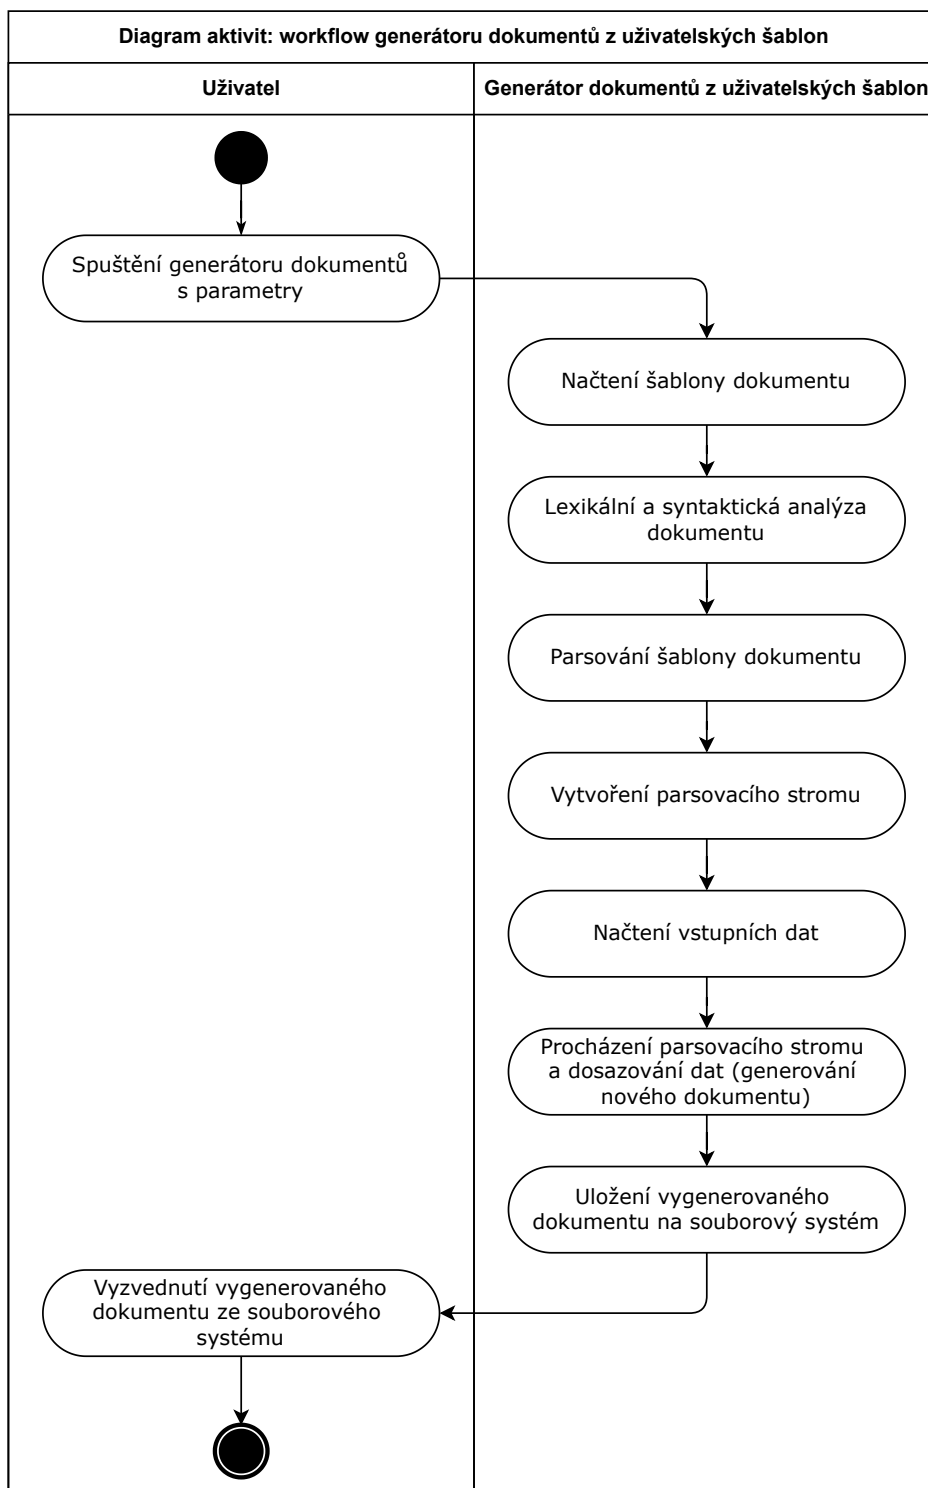 Diagram aktivit: workflow generátoru dokumentů z uživatelských šablon
Uživatel
Generátor dokumentů z uživatelských šablon
Spuštění generátoru dokumentů
s parametry
Načtení šablony dokumentu
Lexikální a syntaktická analýza
dokumentu
Parsování šablony dokumentu
Vytvoření parsovacího stromu
Načtení vstupních dat
Procházení parsovacího stromu
a dosazování dat (generování
nového dokumentu)
Uložení vygenerovaného
dokumentu na souborový systém
Vyzvednutí vygenerovaného
dokumentu ze souborového
systému